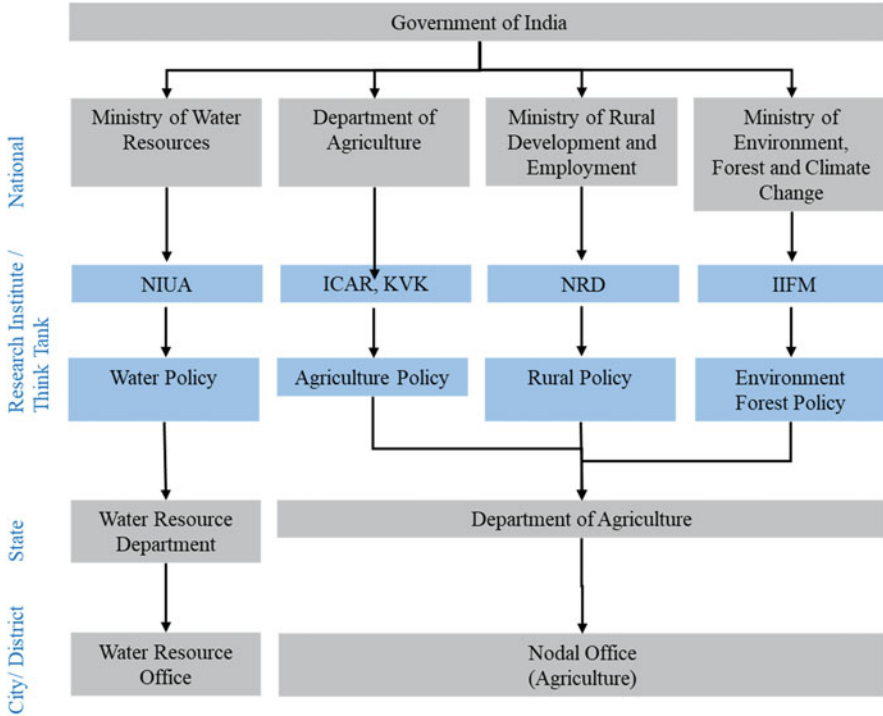 Government of India
National
Ministry of Water
Resources
Department of
Agriculture
Ministry of Rural
Development and
Employment
Ministry of
Environment,
Forest and Climate
Change
Research Institute /
Think Tank
NIUA
ICAR, KVK
NRD
IIFM
Water Policy
Agriculture Policy
Rural Policy
Environment
Forest Policy
State
Water Resource
Department
Department of Agriculture
City/ District
Water Resource
Office
Nodal Office
(Agriculture)